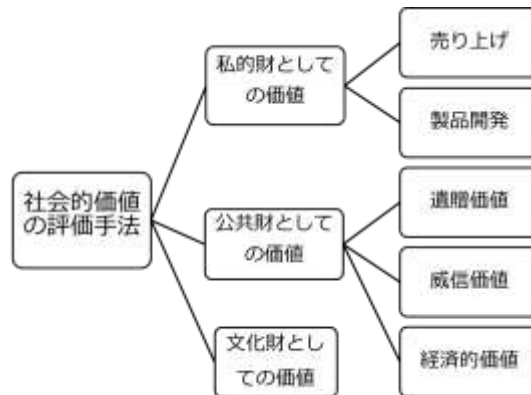 社会的価値
の評価手法
私的財として
の価値
売り上げ
製品開発
公共財として
の価値
遺贈価値
威信価値
経済的価値
文化財とし
ての価値